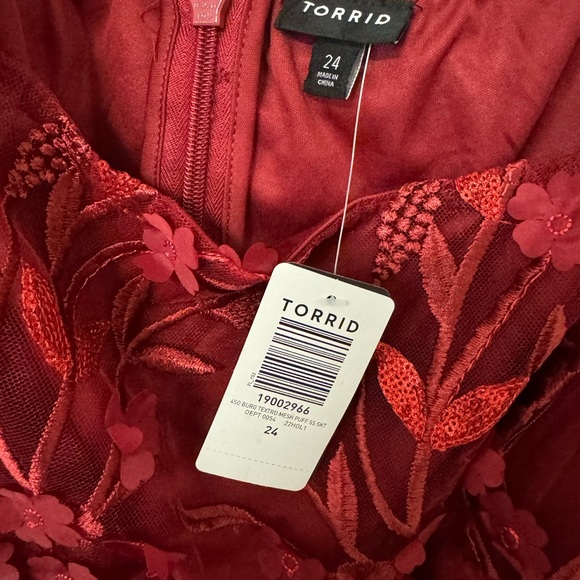 TORRID
24
MADE IN
CHINA
TORRID
19002966
450 BURG TEXTRD MESH PUFF SS SKT
DEPT 0054 22HOL1
24